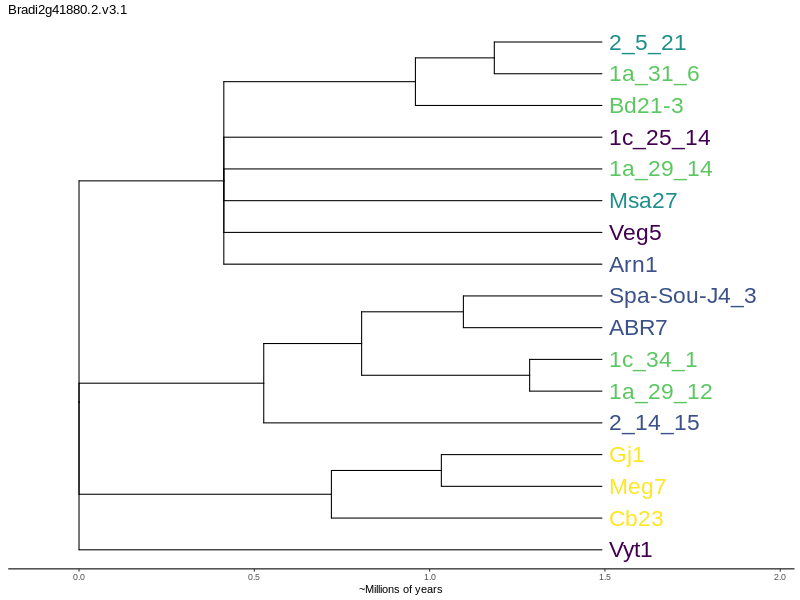 Bradi2g41880.2.v3.1
2_5_21
1a_31_6
Bd21-3
1c_25_14
1a_29_14
Msa27
Veg5
Arn1
Spa-Sou-J4_3
ABR7
1c_34_1
1a_29_12
2_14_15
Gj1
Meg7
Cb23
Vyt1
0.0 0.5 1.0 1.5 2.0
~Millions of years